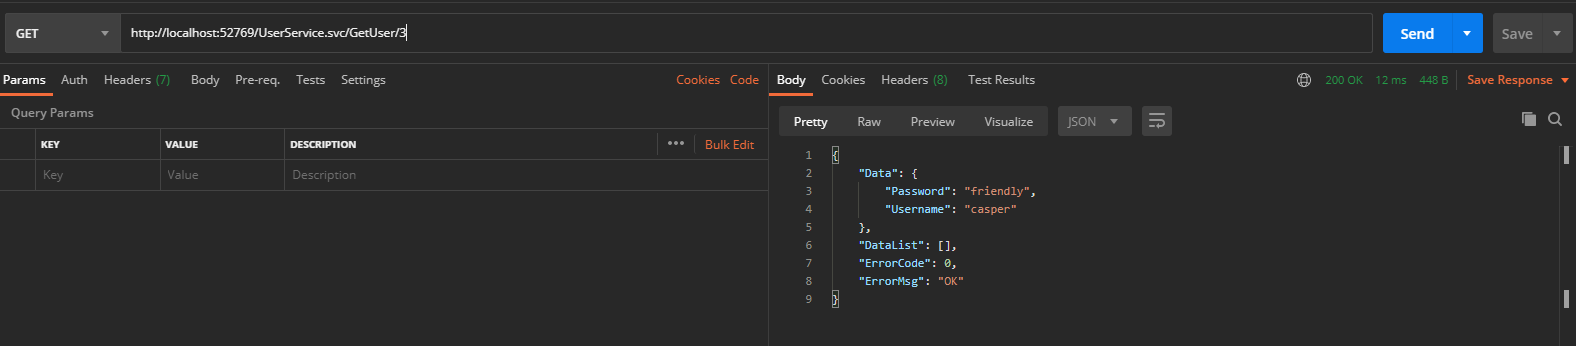 GET http://localhost:52769/UserService.svc/GetUser/3 Send Save
Params Auth Headers (7) Body Pre-req. Tests Settings Cookies Code
Query Params
KEY VALUE DESCRIPTION ••• Bulk Edit
Key Value Description
Body Cookies Headers (8) Test Results 200 OK 12 ms 448 B Save Response
Pretty Raw Preview Visualize JSON
1 {
2 "Data": {
3 "Password": "friendly",
4 "Username": "casper"
5 },
6 "DataList": [],
7 "ErrorCode": 0,
8 "ErrorMsg": "OK"
9 }